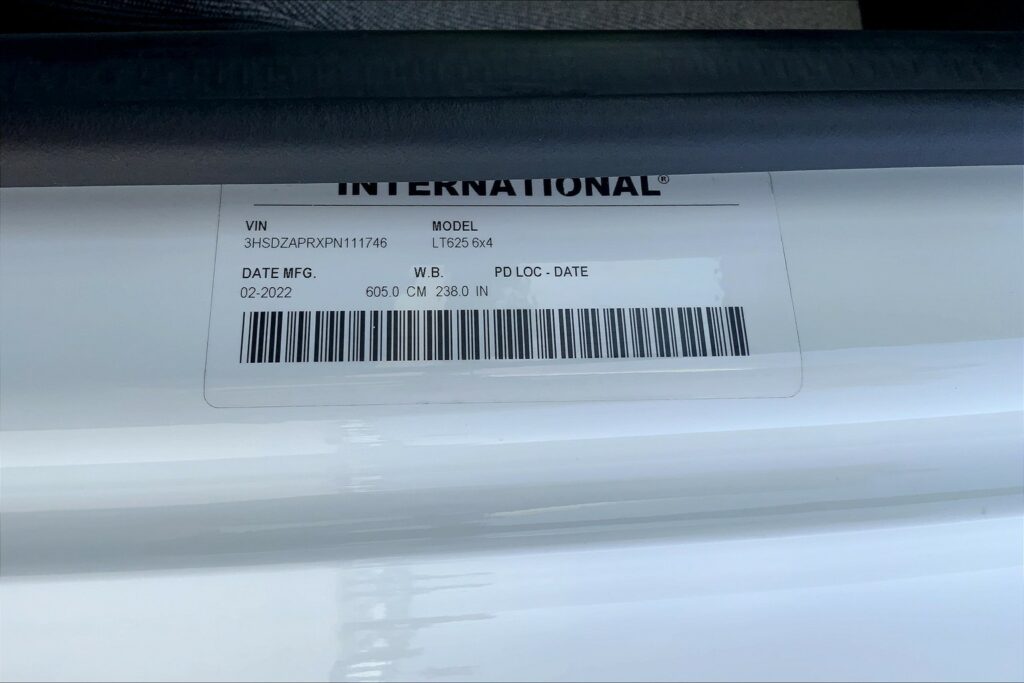 INTERNATIONAL®
VIN MODEL
3HSDZAPRXPN111746 LT625 6x4
DATE MFG. W.B. PD LOC - DATE
02-2022 605.0 CM 238.0 IN